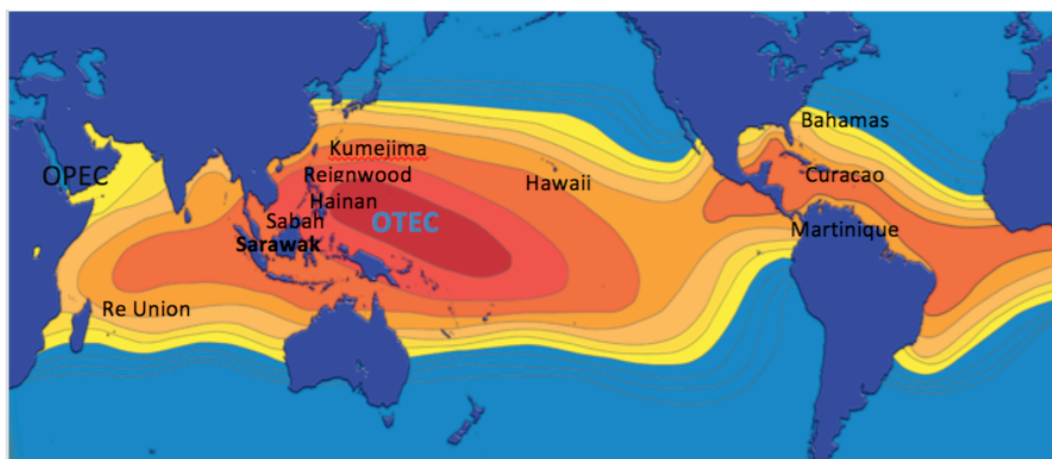 Bahamas
Kumejima
OPEC
Reignwood
Curacao
Hawaii
Hainan
Sabah
OTEC
Martinique
Sarawak
Re Union